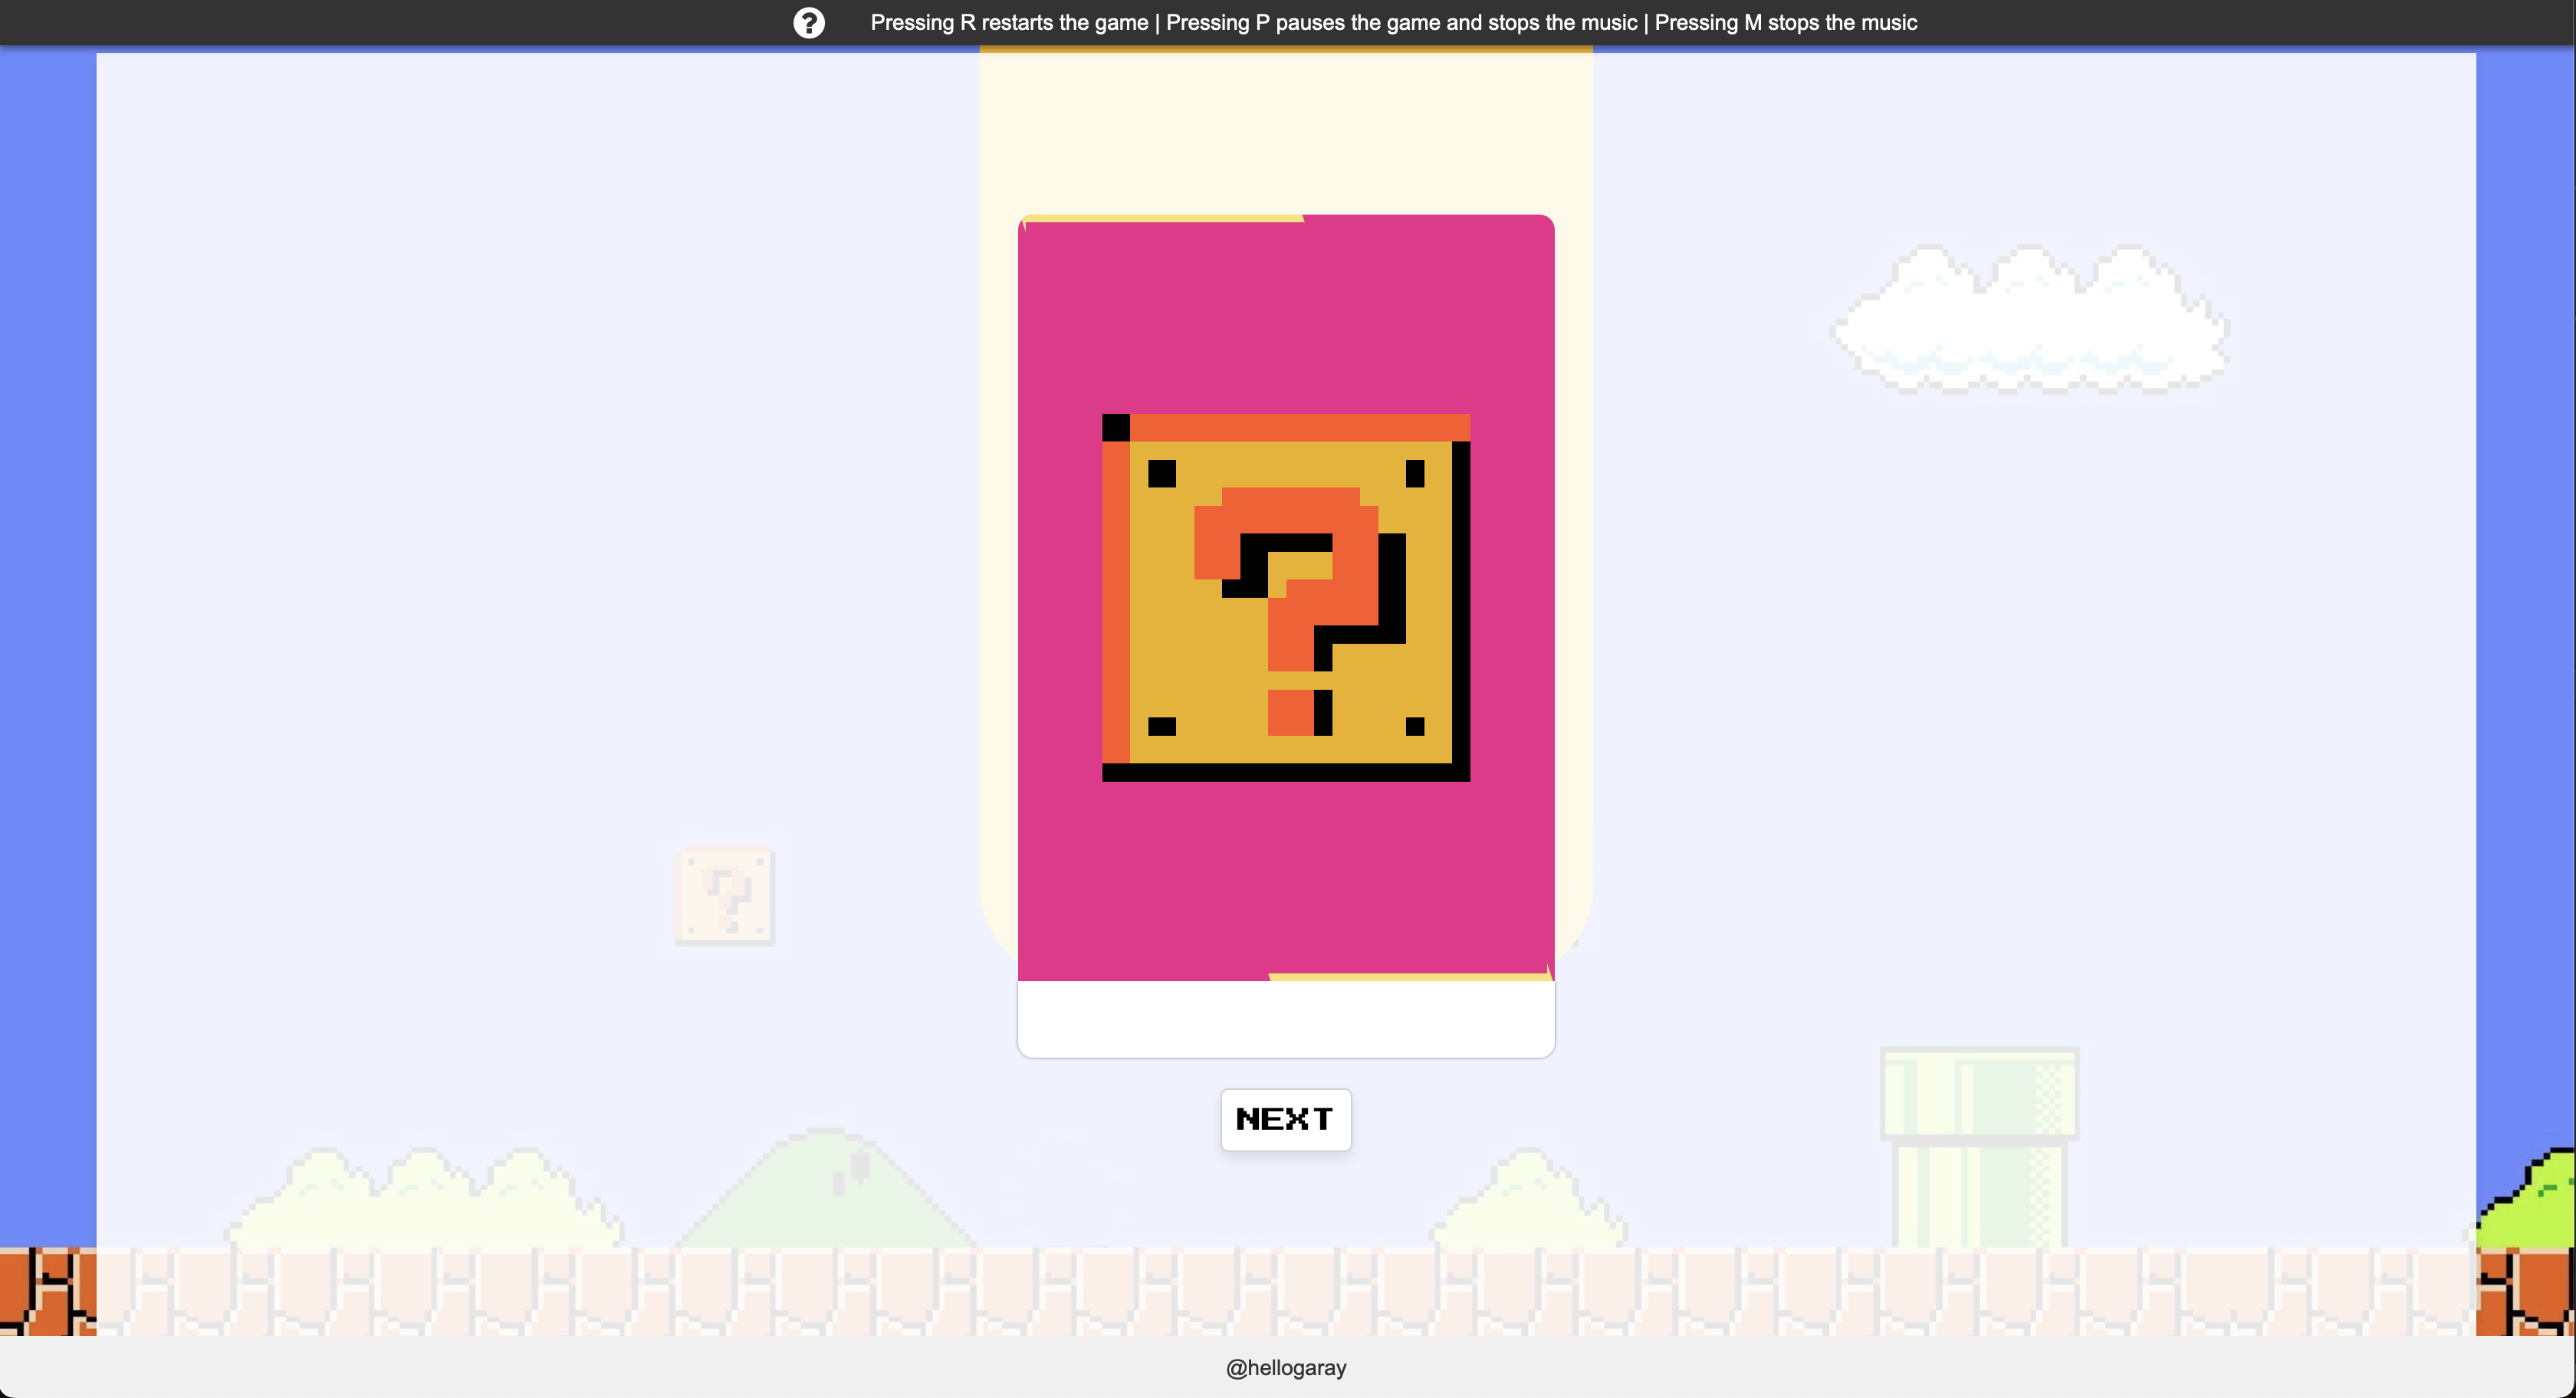 Pressing R restarts the game | Pressing P pauses the game and stops the music | Pressing M stops the music
?
NEXT
@hellogaray